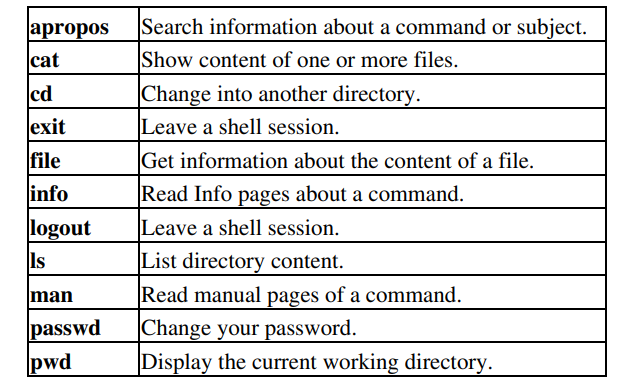 apropos Search information about a command or subject.
cat Show content of one or more files.
cd Change into another directory.
exit Leave a shell session.
file Get information about the content of a file.
info Read Info pages about a command.
logout Leave a shell session.
ls List directory content.
man Read manual pages of a command.
passwd Change your password.
pwd Display the current working directory.